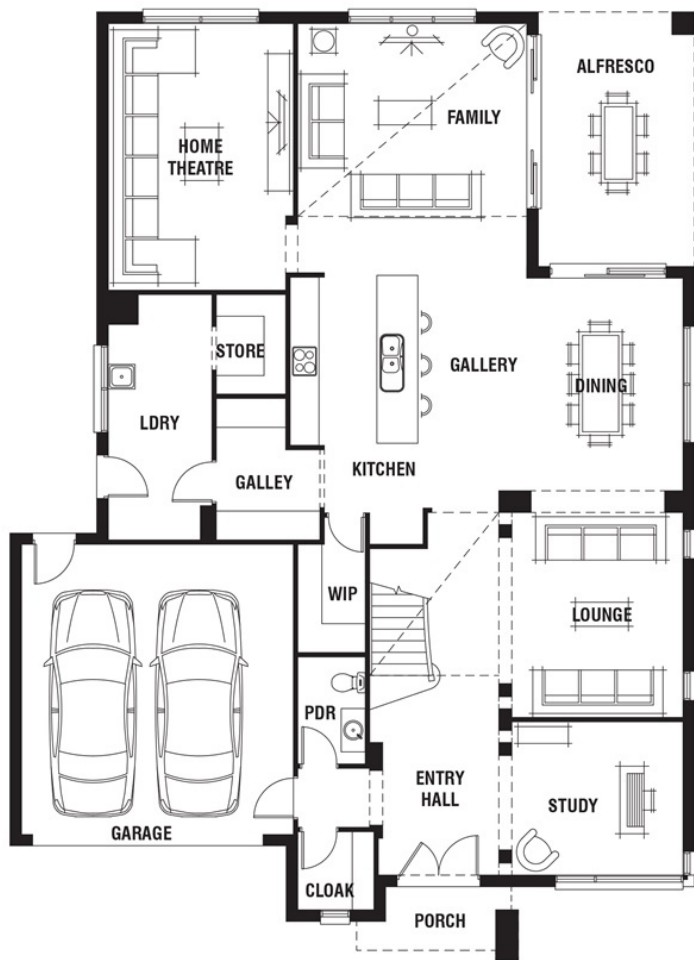 ALFRESCO
FAMILY
HOME
THEATRE
STORE
GALLERY
DINING
LDRY
KITCHEN
GALLEY
WIP
LOUNGE
PDR
ENTRY
HALL
STUDY
GARAGE
CLOAK
PORCH